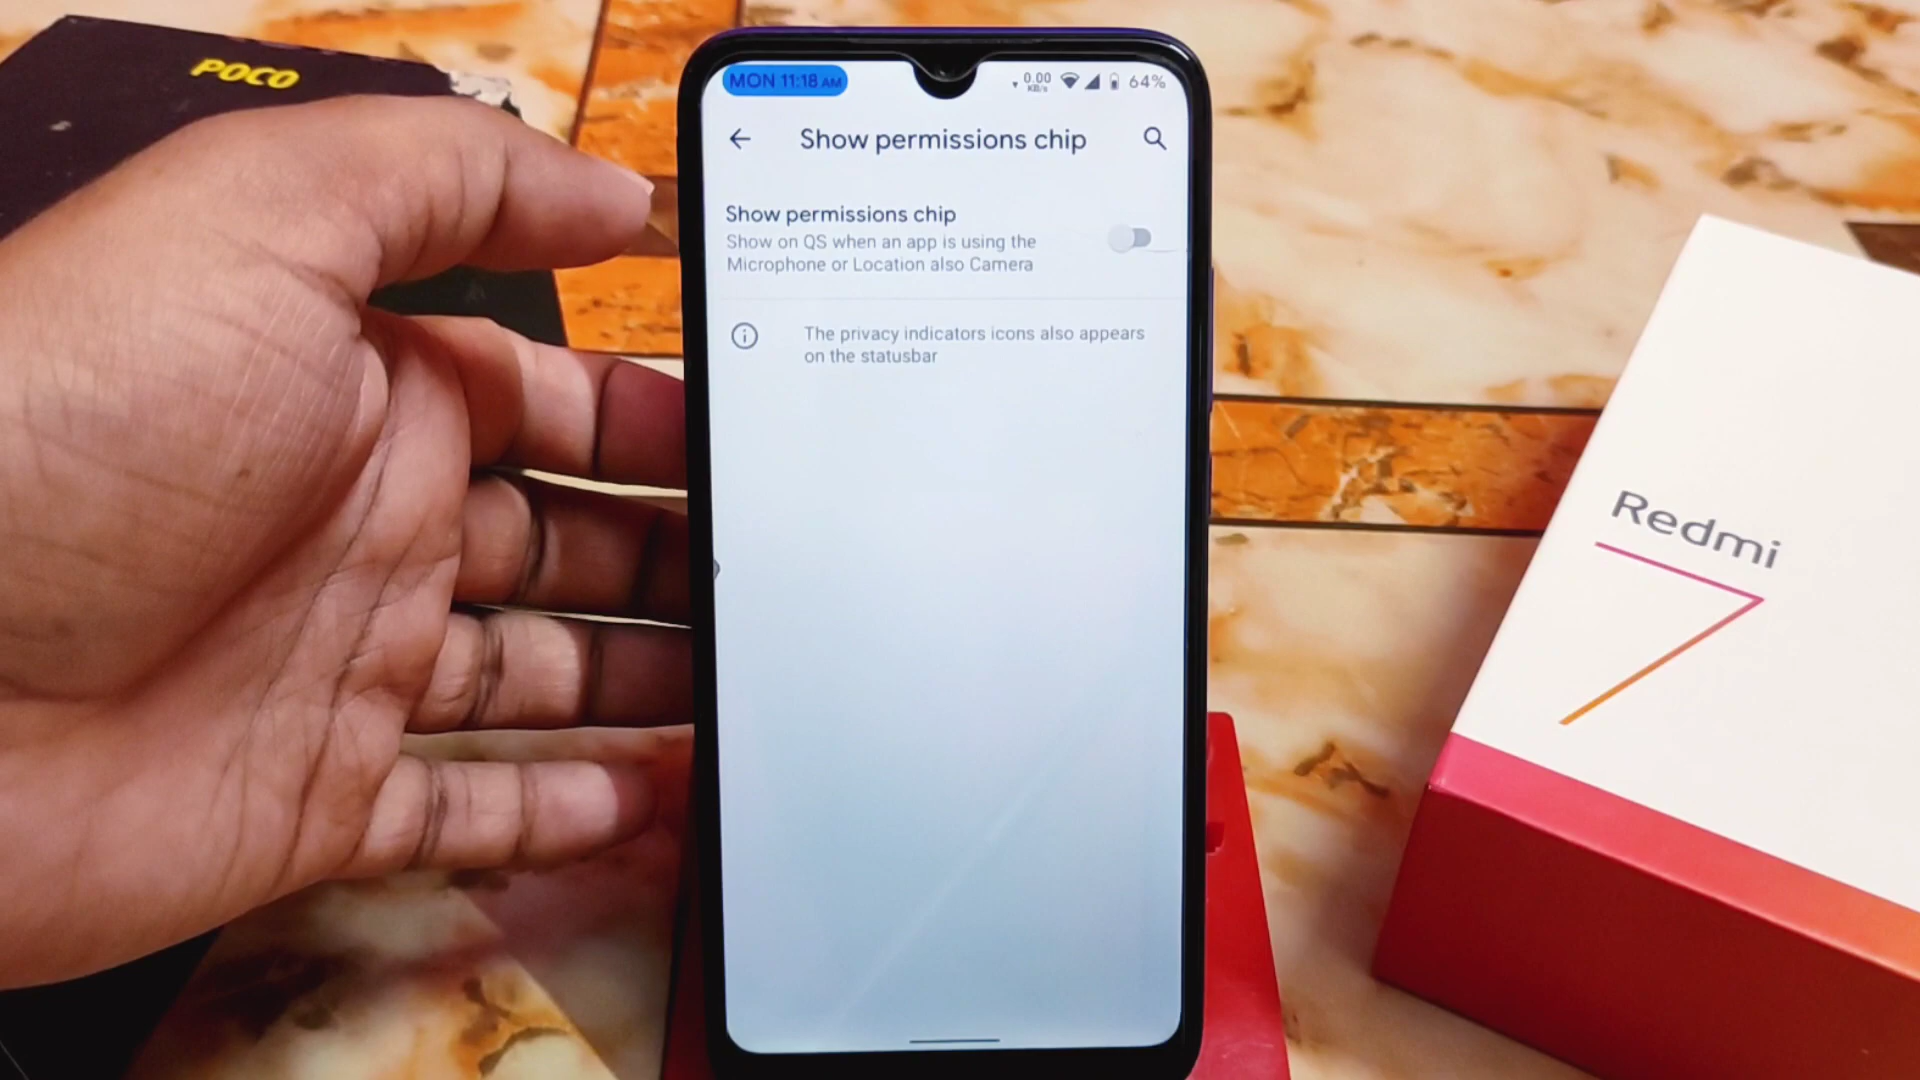 POCO
MON 11:18 AM
0.00
KB/s
64%
Show permissions chip
Show permissions chip
Show on QS when an app is using the
Microphone or Location also Camera
The privacy indicators icons also appears
on the statusbar
Redmi
7